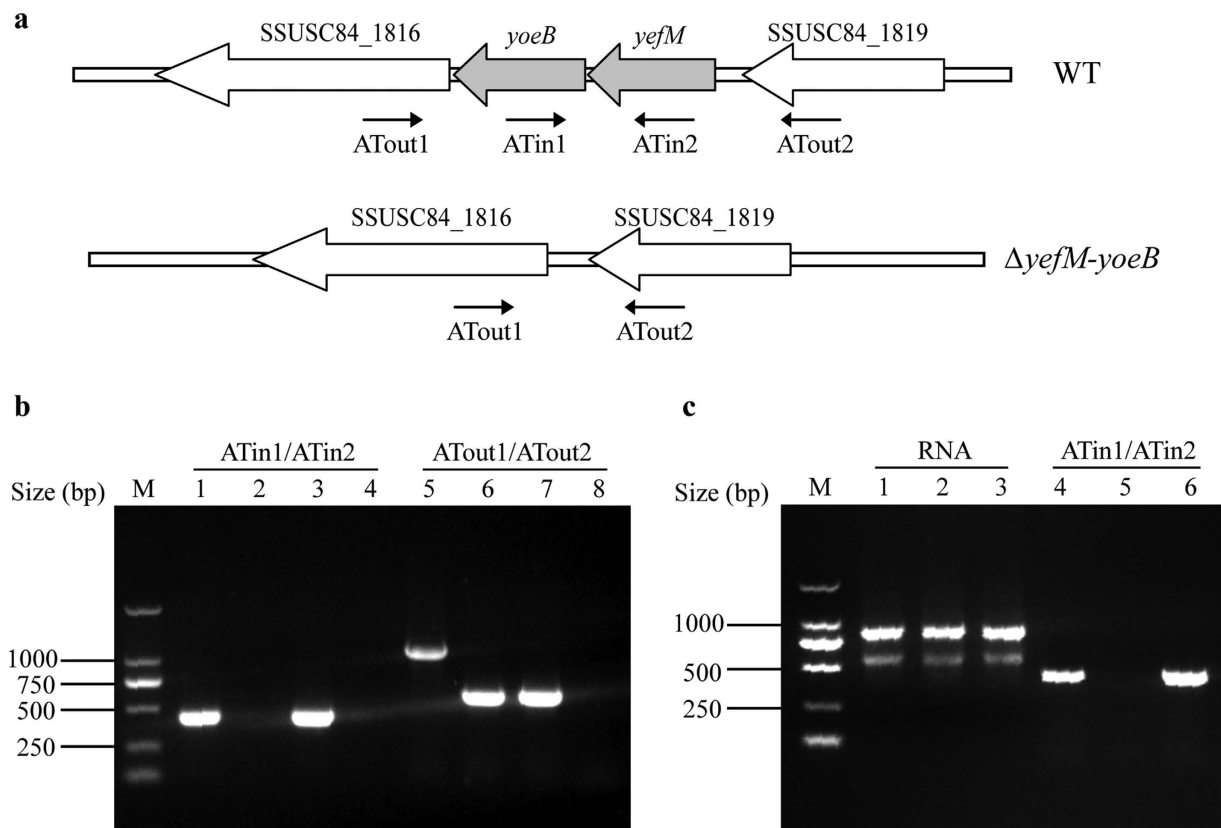 a
SSUSC84_1816 yoeB yefM SSUSC84_1819
WT
ATout1 ATin1 ATin2 ATout2
SSUSC84_1816 SSUSC84_1819
ΔyefM-yoeB
ATout1 ATout2
b
ATin1/ATin2 ATout1/ATout2
Size (bp) M 1 2 3 4 5 6 7 8
1000
750
500
250
c
RNA ATin1/ATin2
Size (bp) M 1 2 3 4 5 6
1000
500
250